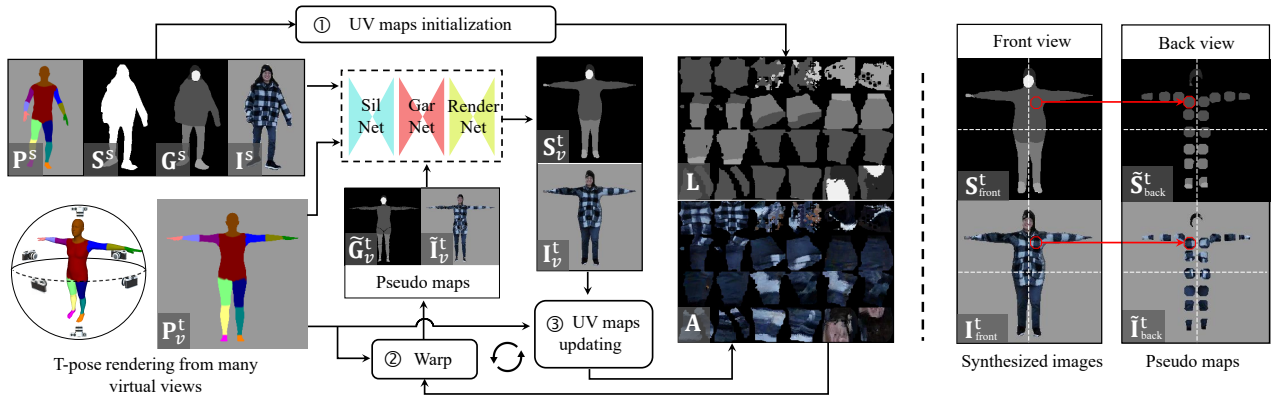 ① UV maps initialization
P^s
S^s
G^s
I^s
Sil
Net
Gar
Net
Render
Net
S^t_v
I^t_v
G̃^t_v
Ĩ^t_v
Pseudo maps
P^t_v
T-pose rendering from many
virtual views
② Warp
③ UV maps
updating
L
A
Front view
Back view
S^t_front
S̃^t_back
I^t_front
Ĩ^t_back
Synthesized images
Pseudo maps